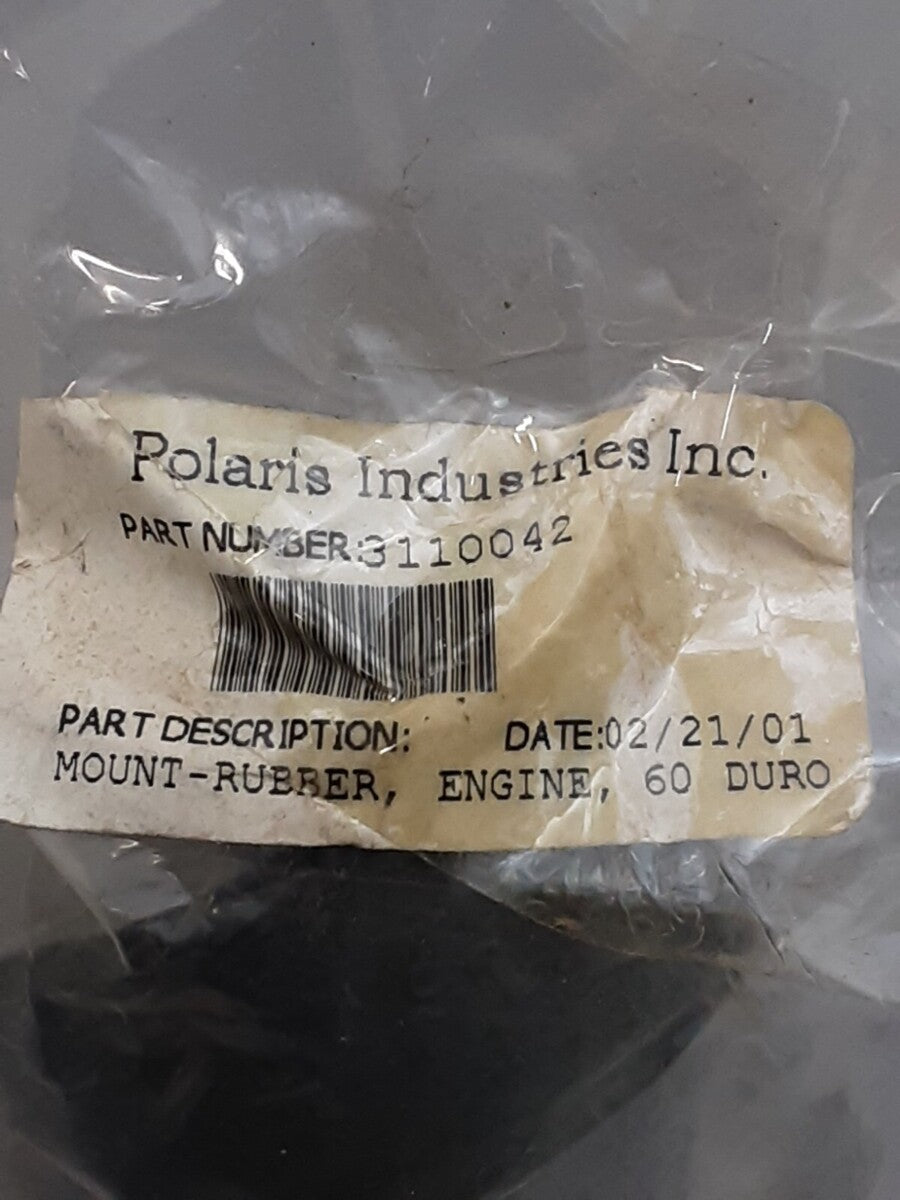 Polaris Industries Inc.
PART NUMBER:3110042
PART DESCRIPTION: DATE:02/21/01
MOUNT-RUBBER, ENGINE, 60 DURO